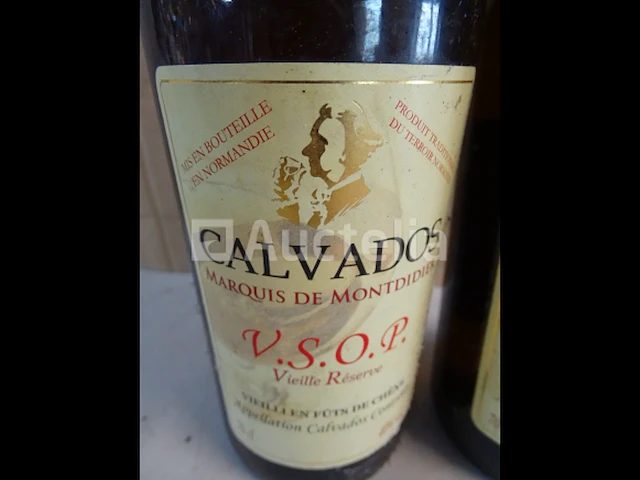 MIS EN BOUTEILLE
EN NORMANDIE
PRODUIT
DU TERROIR
Auctelia
CALVADOS
MARQUIS DE MONTDIDIER
V.S.O.P.
Vieille Réserve
VIEILLI EN FÛTS DE CHÊNE
Appellation Calvados